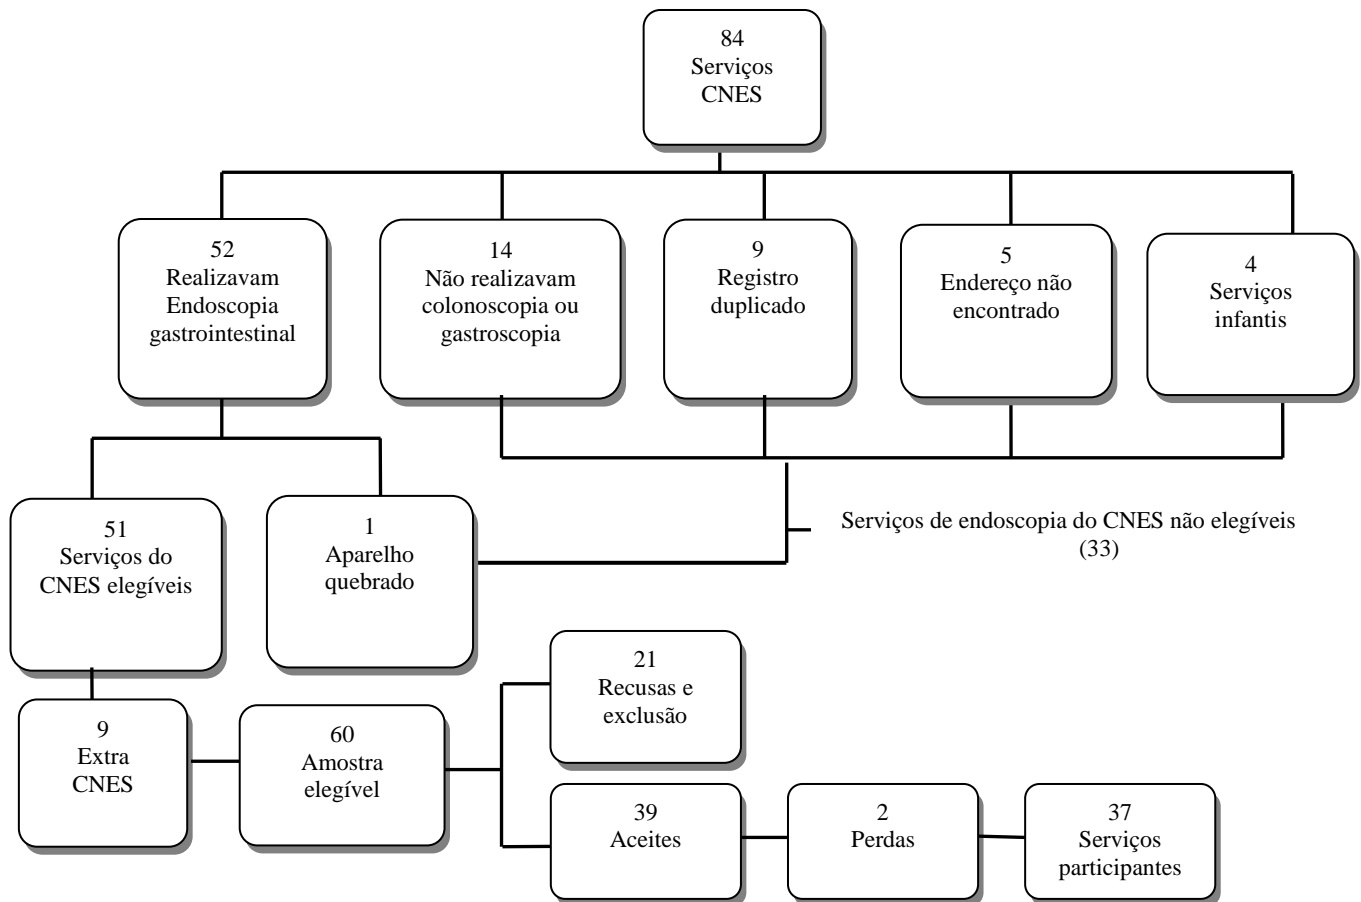 84
Serviços
CNES
52
Realizavam
Endoscopia
gastrointestinal
14
Não realizavam
colonoscopia ou
gastroscopia
9
Registro
duplicado
5
Endereço não
encontrado
4
Serviços
infantis
51
Serviços do
CNES elegíveis
1
Aparelho
quebrado
Serviços de endoscopia do CNES não elegíveis
(33)
9
Extra
CNES
60
Amostra
elegível
21
Recusas e
exclusão
39
Aceites
2
Perdas
37
Serviços
participantes